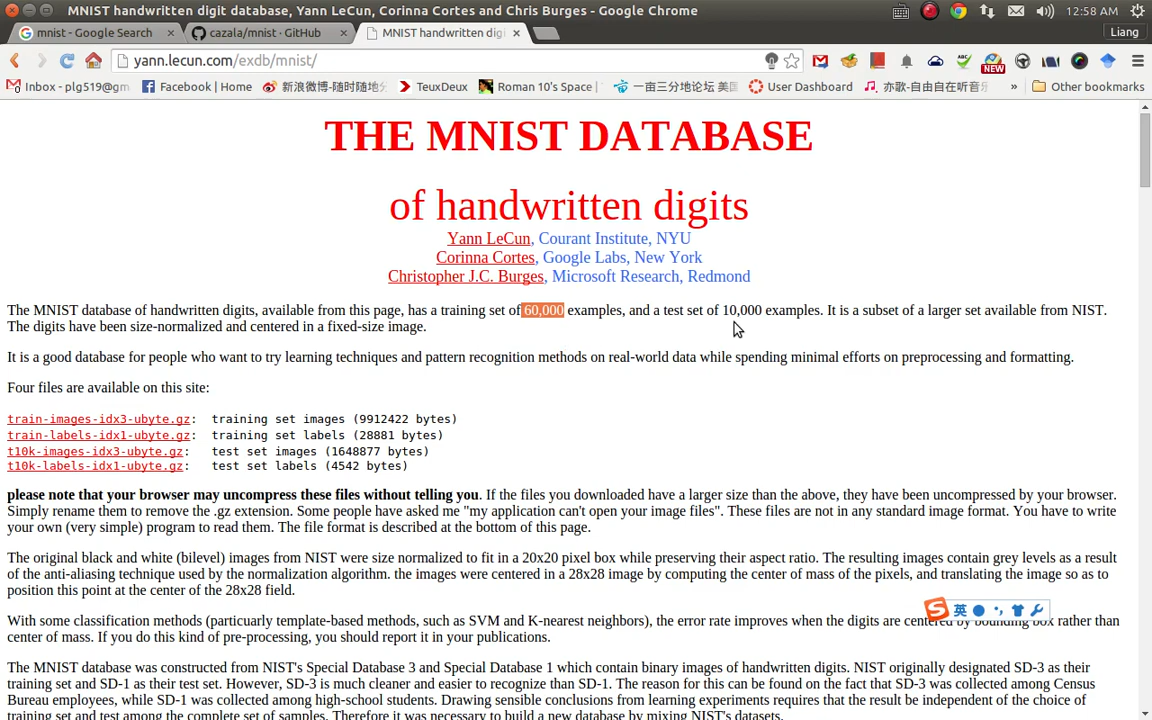 MNIST handwritten digit database, Yann LeCun, Corinna Cortes and Chris Burges - Google Chrome
12:58 AM
mnist - Google Search
cazala/mnist · GitHub
MNIST handwritten digi
Liang
yann.lecun.com/exdb/mnist/
NEW
Inbox - plg519@gm
Facebook | Home
新浪微博-随时随地
TeuxDeux
Roman 10's Space |
一亩三分地论坛 美
User Dashboard
亦歌-自由自在听音
»
Other bookmarks
THE MNIST DATABASE
of handwritten digits
Yann LeCun, Courant Institute, NYU
Corinna Cortes, Google Labs, New York
Christopher J.C. Burges, Microsoft Research, Redmond
The MNIST database of handwritten digits, available from this page, has a training set of 60,000 examples, and a test set of 10,000 examples. It is a subset of a larger set available from NIST.
The digits have been size-normalized and centered in a fixed-size image.
It is a good database for people who want to try learning techniques and pattern recognition methods on real-world data while spending minimal efforts on preprocessing and formatting.
Four files are available on this site:
train-images-idx3-ubyte.gz: training set images (9912422 bytes)
train-labels-idx1-ubyte.gz: training set labels (28881 bytes)
t10k-images-idx3-ubyte.gz: test set images (1648877 bytes)
t10k-labels-idx1-ubyte.gz: test set labels (4542 bytes)
please note that your browser may uncompress these files without telling you. If the files you downloaded have a larger size than the above, they have been uncompressed by your browser.
Simply rename them to remove the .gz extension. Some people have asked me "my application can't open your image files". These files are not in any standard image format. You have to write
your own (very simple) program to read them. The file format is described at the bottom of this page.
The original black and white (bilevel) images from NIST were size normalized to fit in a 20x20 pixel box while preserving their aspect ratio. The resulting images contain grey levels as a result
of the anti-aliasing technique used by the normalization algorithm. the images were centered in a 28x28 image by computing the center of mass of the pixels, and translating the image so as to
position this point at the center of the 28x28 field.
S 英
With some classification methods (particuarly template-based methods, such as SVM and K-nearest neighbors), the error rate improves when the digits are centered by bounding box rather than
center of mass. If you do this kind of pre-processing, you should report it in your publications.
The MNIST database was constructed from NIST's Special Database 3 and Special Database 1 which contain binary images of handwritten digits. NIST originally designated SD-3 as their
training set and SD-1 as their test set. However, SD-3 is much cleaner and easier to recognize than SD-1. The reason for this can be found on the fact that SD-3 was collected among Census
Bureau employees, while SD-1 was collected among high-school students. Drawing sensible conclusions from learning experiments requires that the result be independent of the choice of
training set and test among the complete set of samples. Therefore it was necessary to build a new database by mixing NIST's datasets.